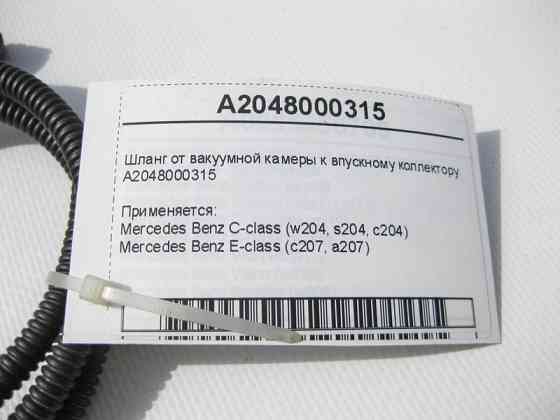 A2048000315
Шланг от вакуумной камеры к впускному коллектору
A2048000315
Применяется:
Mercedes Benz C-class (w204, s204, c204)
Mercedes Benz E-class (c207, a207)